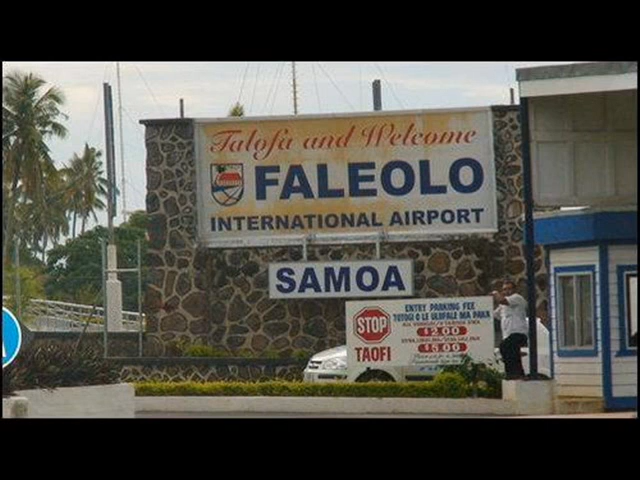 Talofa and Welcome
FALEOLO
INTERNATIONAL AIRPORT
SAMOA
STOP
TAOFI
ENTRY PARKING FEE
TOTOGI O LE ULUFALE MA PAKA
$2.00
$5.00